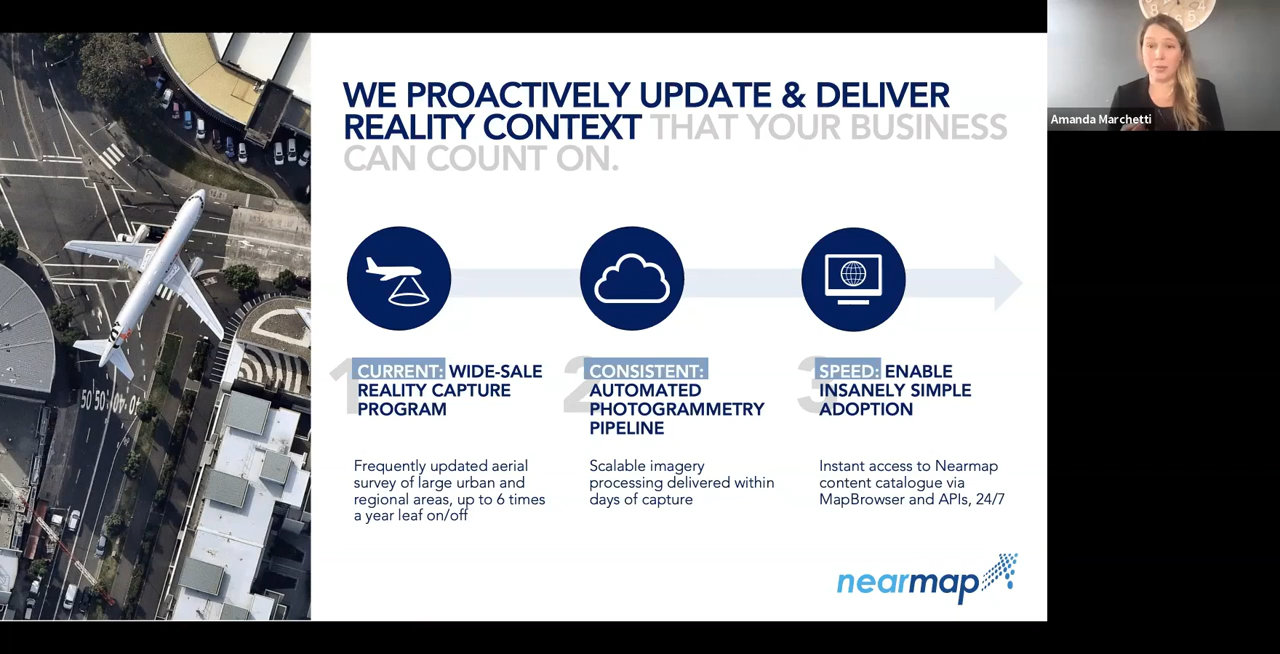 WE PROACTIVELY UPDATE & DELIVER
REALITY CONTEXT THAT YOUR BUSINESS
CAN COUNT ON.
Amanda Marchetti
1
CURRENT: WIDE-SALE
REALITY CAPTURE
PROGRAM
Frequently updated aerial
survey of large urban and
regional areas, up to 6 times
a year leaf on/off
2
CONSISTENT:
AUTOMATED
PHOTOGRAMMETRY
PIPELINE
Scalable imagery
processing delivered within
days of capture
3
SPEED: ENABLE
INSANELY SIMPLE
ADOPTION
Instant access to Nearmap
content catalogue via
MapBrowser and APIs, 24/7
nearmap